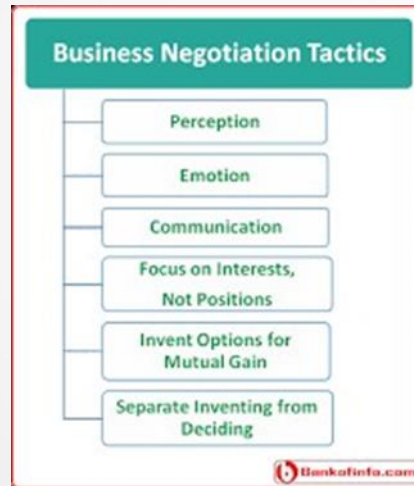 Business Negotiation Tactics
Perception
Emotion
Communication
Focus on Interests,
Not Positions
Invent Options for
Mutual Gain
Separate Inventing from
Deciding
Bankofinfo.com